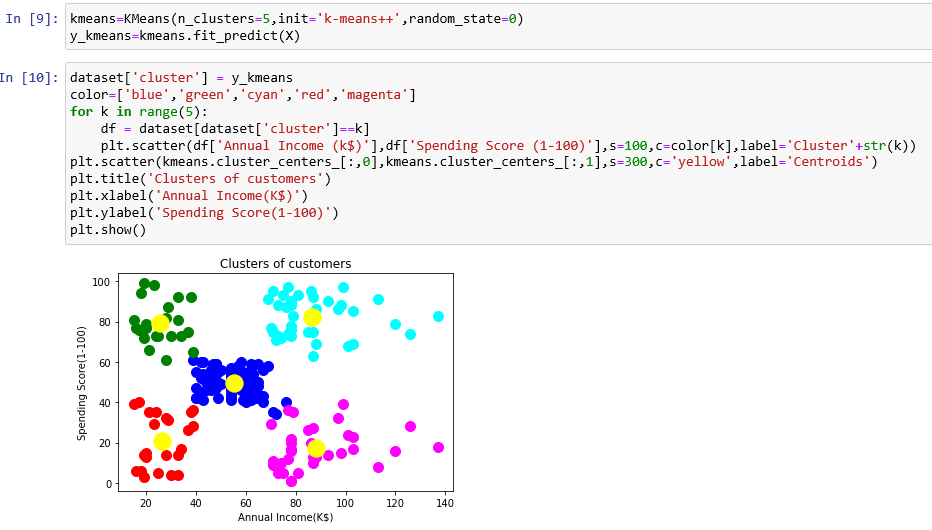 In [9]: kmeans=KMeans(n_clusters=5,init='k-means++',random_state=0)
y_kmeans=kmeans.fit_predict(X)
In [10]: dataset['cluster'] = y_kmeans
color=['blue','green','cyan','red','magenta']
for k in range(5):
    df = dataset[dataset['cluster']==k]
    plt.scatter(df['Annual Income (k$)'],df['Spending Score (1-100)'],s=100,c=color[k],label='Cluster'+str(k))
plt.scatter(kmeans.cluster_centers_[:,0],kmeans.cluster_centers_[:,1],s=300,c='yellow',label='Centroids')
plt.title('Clusters of customers')
plt.xlabel('Annual Income(K$)')
plt.ylabel('Spending Score(1-100)')
plt.show()
Clusters of customers
Spending Score(1-100)
100
80
60
40
20
0
20 40 60 80 100 120 140
Annual Income(K$)